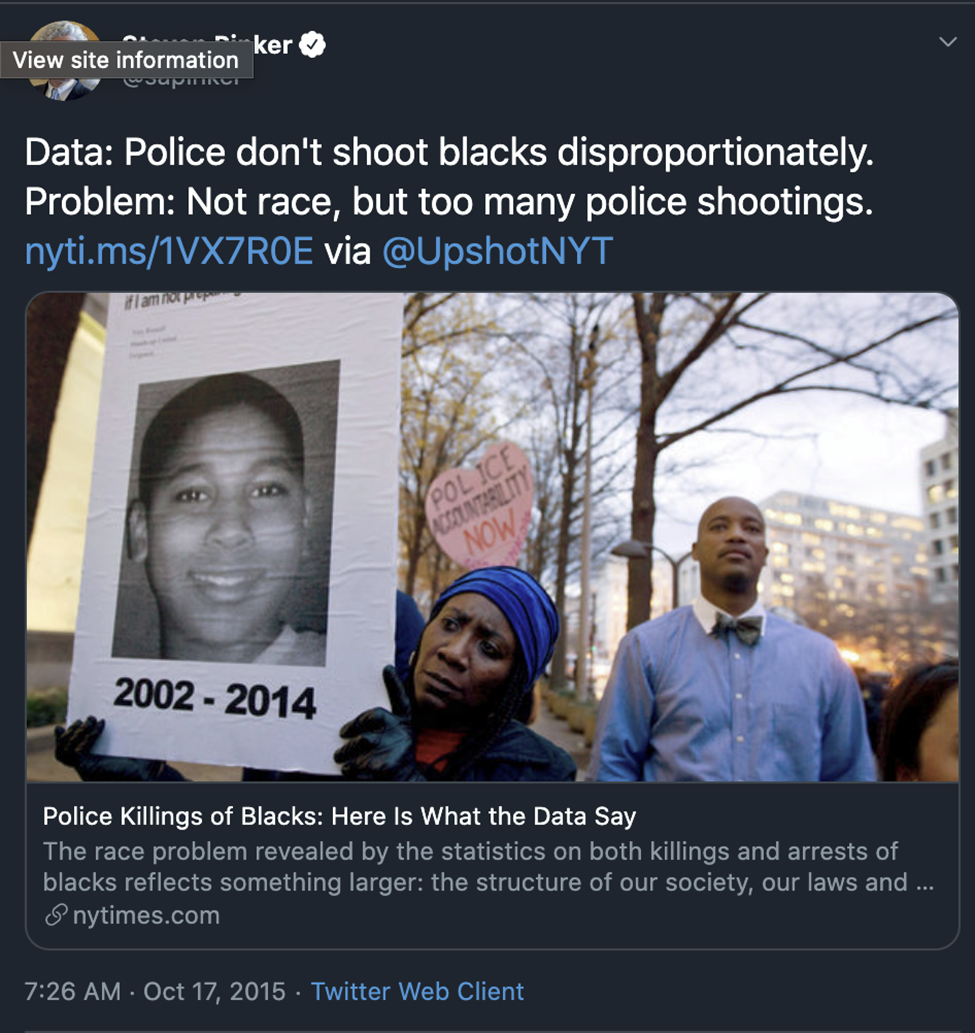 View site information
ker
Data: Police don't shoot blacks disproportionately.
Problem: Not race, but too many police shootings.
nyti.ms/1VX7R0E via @UpshotNYT
if I am not
POLICE
ACCOUNTABILITY
NOW
2002 - 2014
Police Killings of Blacks: Here Is What the Data Say
The race problem revealed by the statistics on both killings and arrests of
blacks reflects something larger: the structure of our society, our laws and ...
nytimes.com
7:26 AM · Oct 17, 2015 · Twitter Web Client